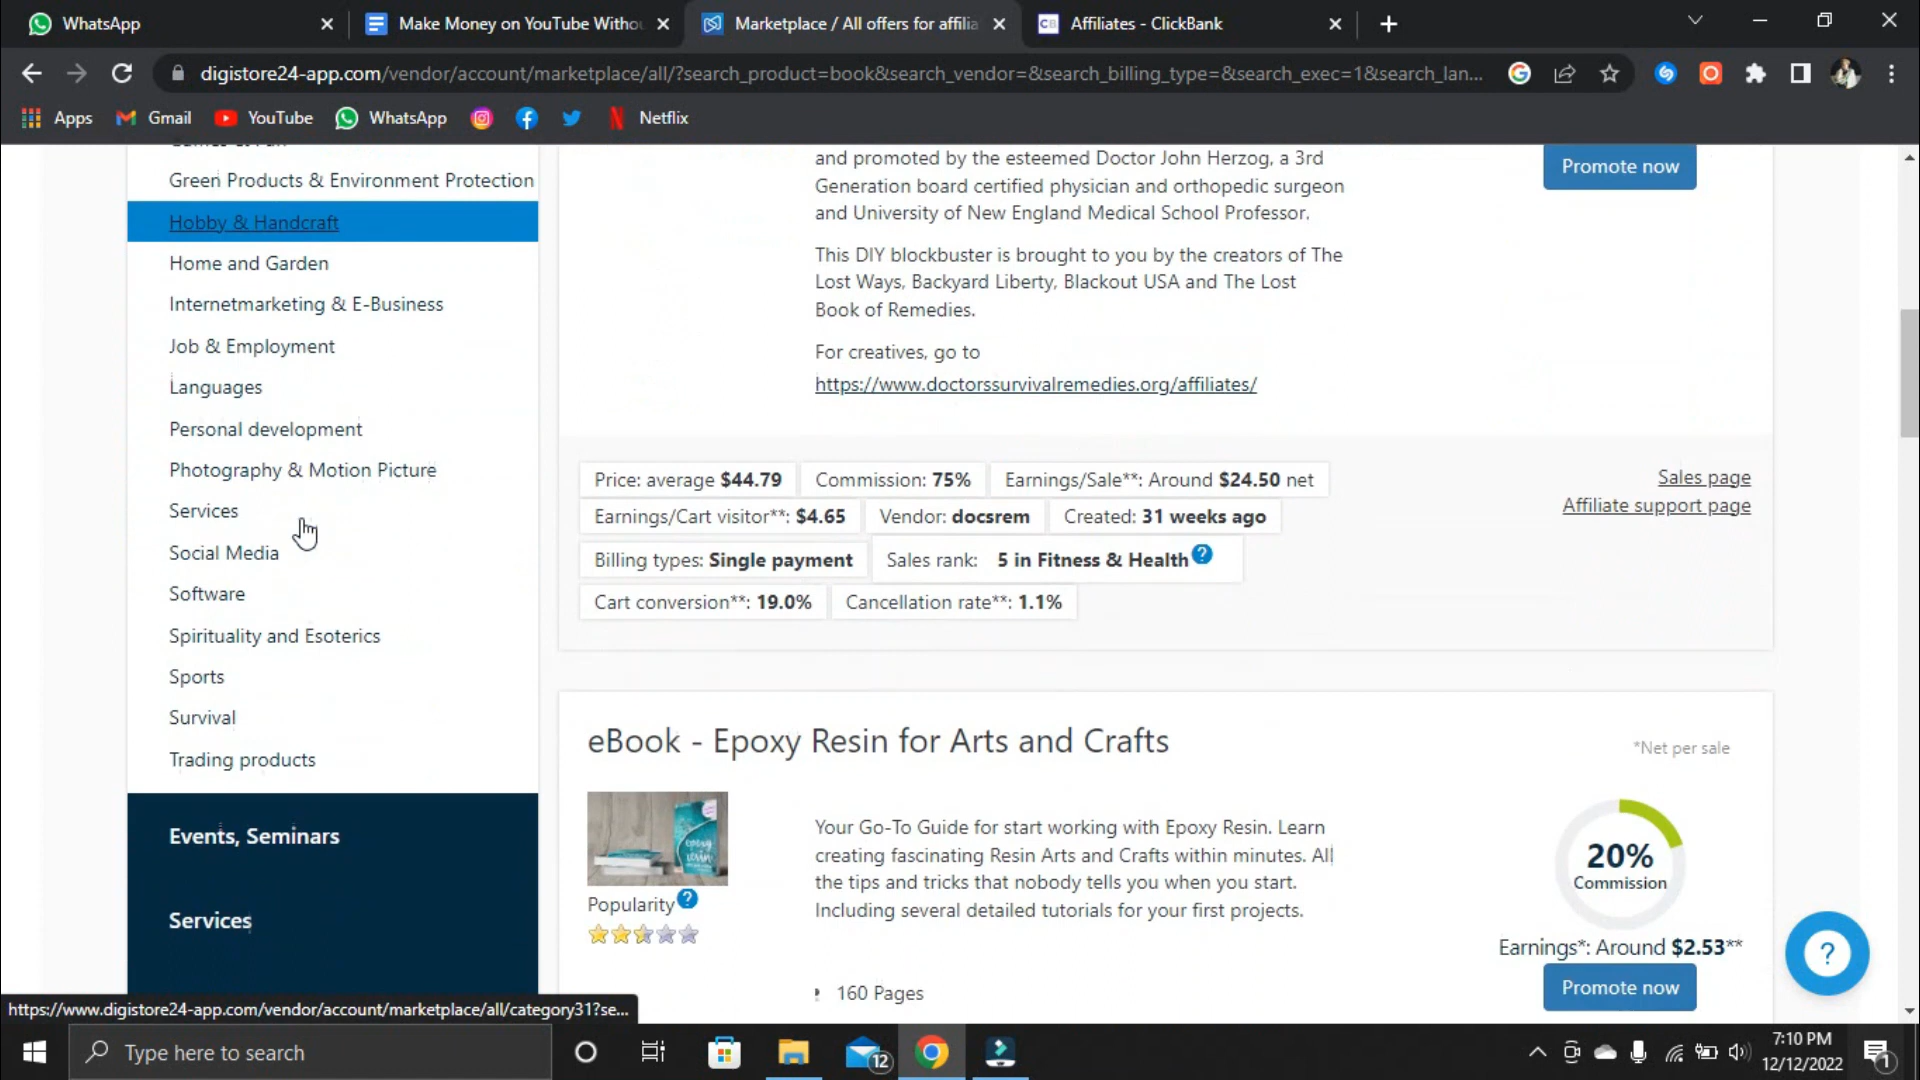 WhatsApp
Make Money on YouTube Witho
Marketplace / All offers for affilia
CB
Affiliates - ClickBank
digistore24-app.com/vendor/account/marketplace/all/?search_product=book&search_vendor=&search_billing_type=&search_exec=1&search_lan...
Apps
Gmail
YouTube
WhatsApp
Netflix
Green Products & Environment Protection
Hobby & Handcraft
Home and Garden
Internetmarketing & E-Business
Job & Employment
Languages
Personal development
Photography & Motion Picture
Services
Social Media
Software
Spirituality and Esoterics
Sports
Survival
Trading products
Events, Seminars
Services
and promoted by the esteemed Doctor John Herzog, a 3rd
Generation board certified physician and orthopedic surgeon
and University of New England Medical School Professor.
This DIY blockbuster is brought to you by the creators of The
Lost Ways, Backyard Liberty, Blackout USA and The Lost
Book of Remedies.
For creatives, go to
https://www.doctorssurvivalremedies.org/affiliates/
Promote now
Price: average $44.79
Commission: 75%
Earnings/Sale**: Around $24.50 net
Earnings/Cart visitor**: $4.65
Vendor: docsrem
Created: 31 weeks ago
Billing types: Single payment
Sales rank: 5 in Fitness & Health ?
Cart conversion**: 19.0%
Cancellation rate**: 1.1%
Sales page
Affiliate support page
eBook - Epoxy Resin for Arts and Crafts
*Net per sale
Popularity ?
Your Go-To Guide for start working with Epoxy Resin. Learn
creating fascinating Resin Arts and Crafts within minutes. All
the tips and tricks that nobody tells you when you start.
Including several detailed tutorials for your first projects.
160 Pages
20%
Commission
Earnings*: Around $2.53**
Promote now
?
https://www.digistore24-app.com/vendor/account/marketplace/all/category31?se...
Type here to search
12
7:10 PM
12/12/2022
1